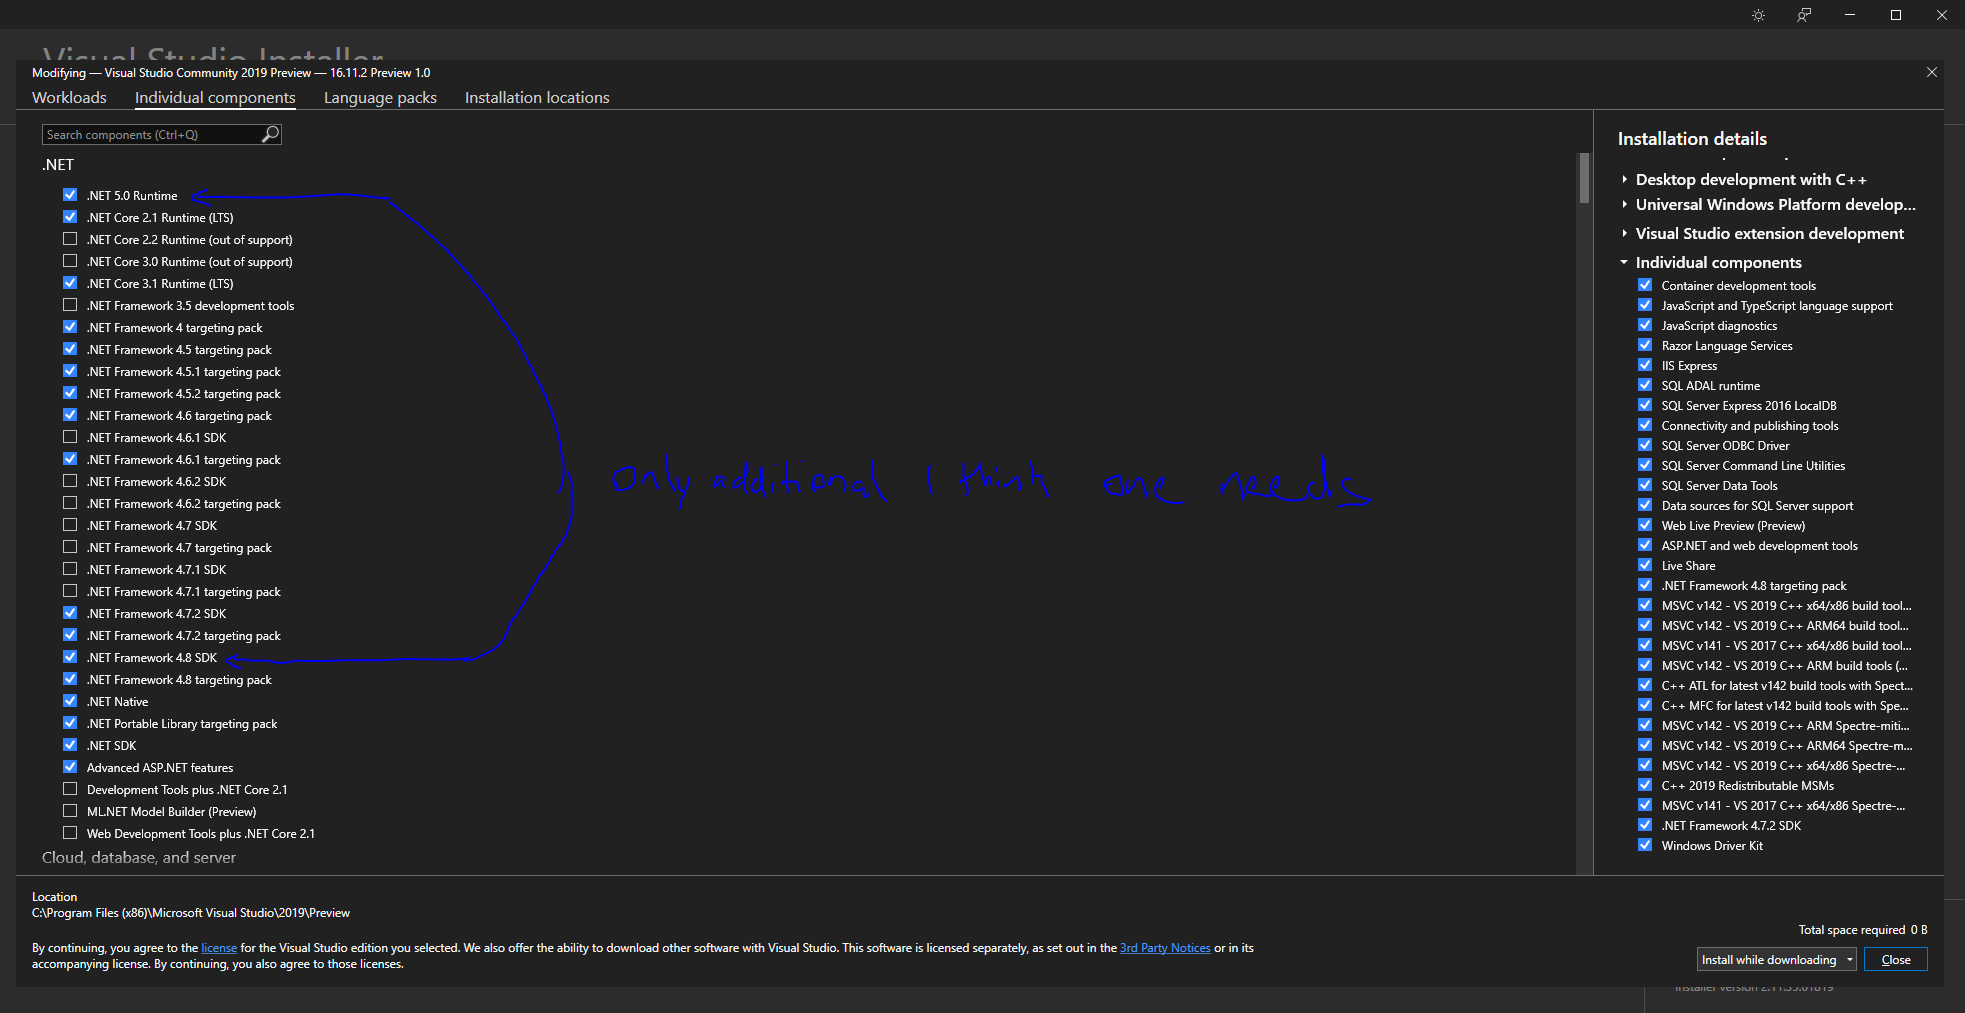 Visual Studio Installer
Modifying — Visual Studio Community 2019 Preview — 16.11.2 Preview 1.0
Workloads Individual components Language packs Installation locations
Search components (Ctrl+Q)
.NET
.NET 5.0 Runtime
.NET Core 2.1 Runtime (LTS)
.NET Core 2.2 Runtime (out of support)
.NET Core 3.0 Runtime (out of support)
.NET Core 3.1 Runtime (LTS)
.NET Framework 3.5 development tools
.NET Framework 4 targeting pack
.NET Framework 4.5 targeting pack
.NET Framework 4.5.1 targeting pack
.NET Framework 4.5.2 targeting pack
.NET Framework 4.6 targeting pack
.NET Framework 4.6.1 SDK
.NET Framework 4.6.1 targeting pack
.NET Framework 4.6.2 SDK
.NET Framework 4.6.2 targeting pack
.NET Framework 4.7 SDK
.NET Framework 4.7 targeting pack
.NET Framework 4.7.1 SDK
.NET Framework 4.7.1 targeting pack
.NET Framework 4.7.2 SDK
.NET Framework 4.7.2 targeting pack
.NET Framework 4.8 SDK
.NET Framework 4.8 targeting pack
.NET Native
.NET Portable Library targeting pack
.NET SDK
Advanced ASP.NET features
Development Tools plus .NET Core 2.1
ML.NET Model Builder (Preview)
Web Development Tools plus .NET Core 2.1
Cloud, database, and server
Only additional I think one needs
Installation details
Desktop development with C++
Universal Windows Platform develop...
Visual Studio extension development
Individual components
Container development tools
JavaScript and TypeScript language support
JavaScript diagnostics
Razor Language Services
IIS Express
SQL ADAL runtime
SQL Server Express 2016 LocalDB
Connectivity and publishing tools
SQL Server ODBC Driver
SQL Server Command Line Utilities
SQL Server Data Tools
Data sources for SQL Server support
Web Live Preview (Preview)
ASP.NET and web development tools
Live Share
.NET Framework 4.8 targeting pack
MSVC v142 - VS 2019 C++ x64/x86 build tool...
MSVC v142 - VS 2019 C++ ARM64 build tool...
MSVC v141 - VS 2017 C++ x64/x86 build tool...
MSVC v142 - VS 2019 C++ ARM build tools (...
C++ ATL for latest v142 build tools with Spect...
C++ MFC for latest v142 build tools with Spe...
MSVC v142 - VS 2019 C++ ARM Spectre-miti...
MSVC v142 - VS 2019 C++ ARM64 Spectre-m...
MSVC v142 - VS 2019 C++ x64/x86 Spectre-...
C++ 2019 Redistributable MSMs
MSVC v141 - VS 2017 C++ x64/x86 Spectre-...
.NET Framework 4.7.2 SDK
Windows Driver Kit
Location
C:\Program Files (x86)\Microsoft Visual Studio\2019\Preview
By continuing, you agree to the license for the Visual Studio edition you selected. We also offer the ability to download other software with Visual Studio. This software is licensed separately, as set out in the 3rd Party Notices or in its
accompanying license. By continuing, you also agree to those licenses.
Total space required 0 B
Install while downloading Close